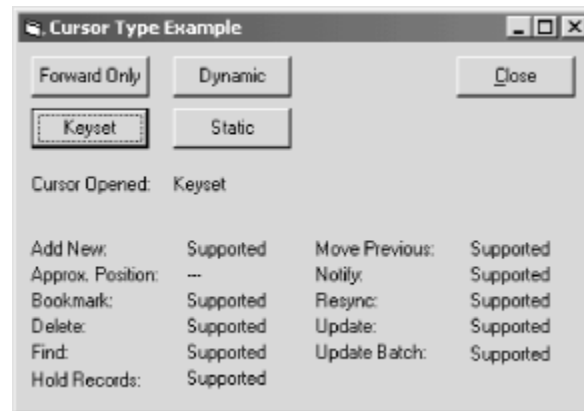 Cursor Type Example
Forward Only Dynamic Close
Keyset Static
Cursor Opened: Keyset
Add New: Supported Move Previous: Supported
Approx. Position: --- Notify: Supported
Bookmark: Supported Resync: Supported
Delete: Supported Update: Supported
Find: Supported Update Batch: Supported
Hold Records: Supported